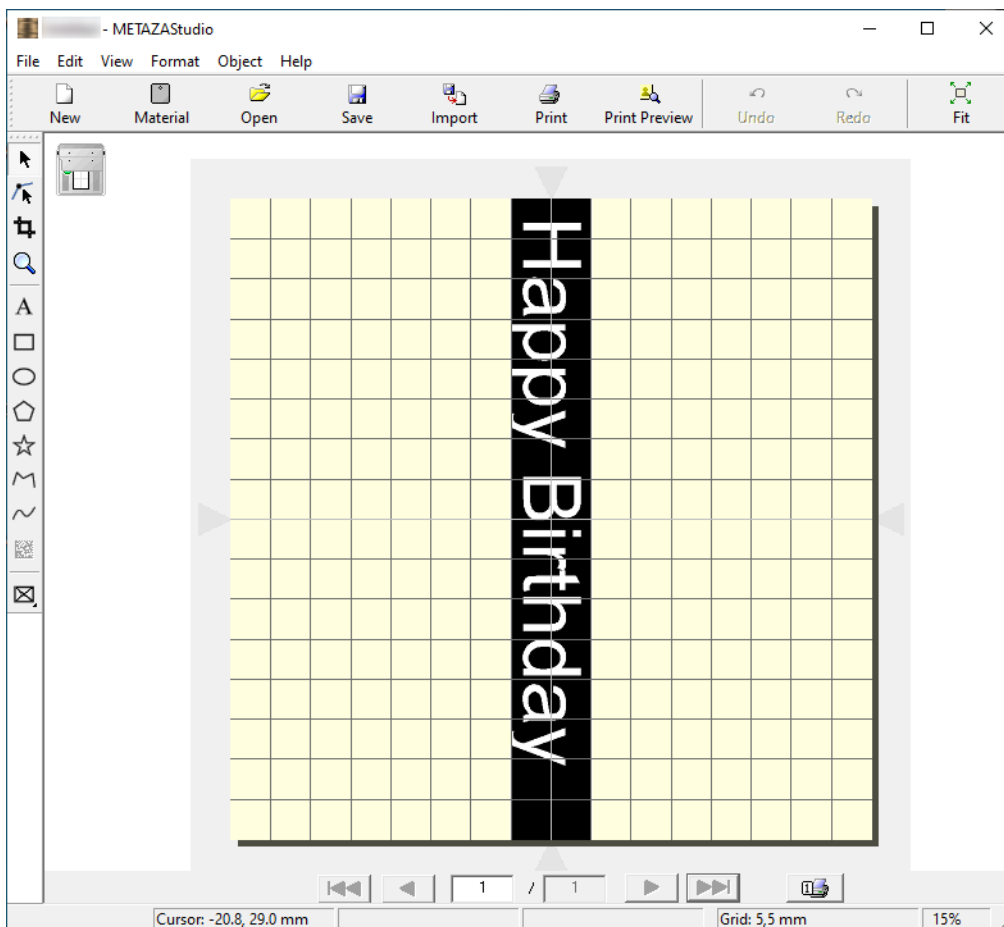 - METAZAStudio
File Edit View Format Object Help
New Material Open Save Import Print Print Preview Undo Redo Fit
A
Happy Birthday
1 / 1
Cursor: -20.8, 29.0 mm Grid: 5,5 mm 15%